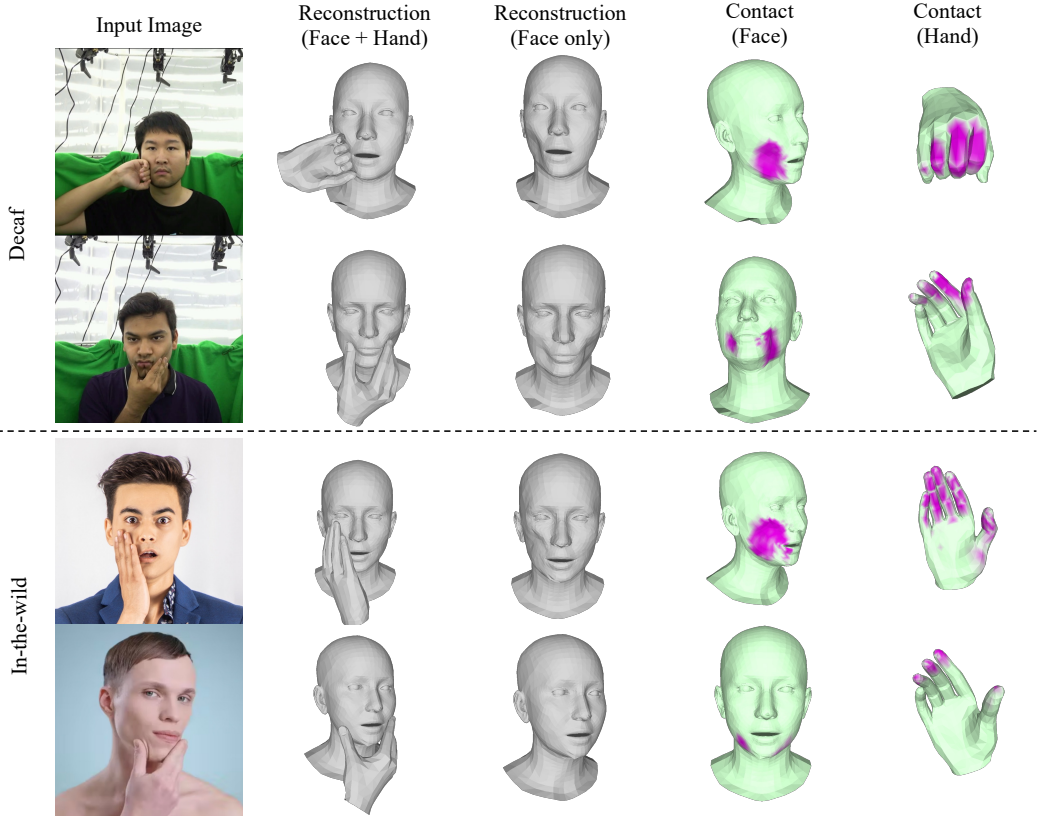 Input Image
Reconstruction
(Face + Hand)
Reconstruction
(Face only)
Contact
(Face)
Contact
(Hand)
Decaf
In-the-wild